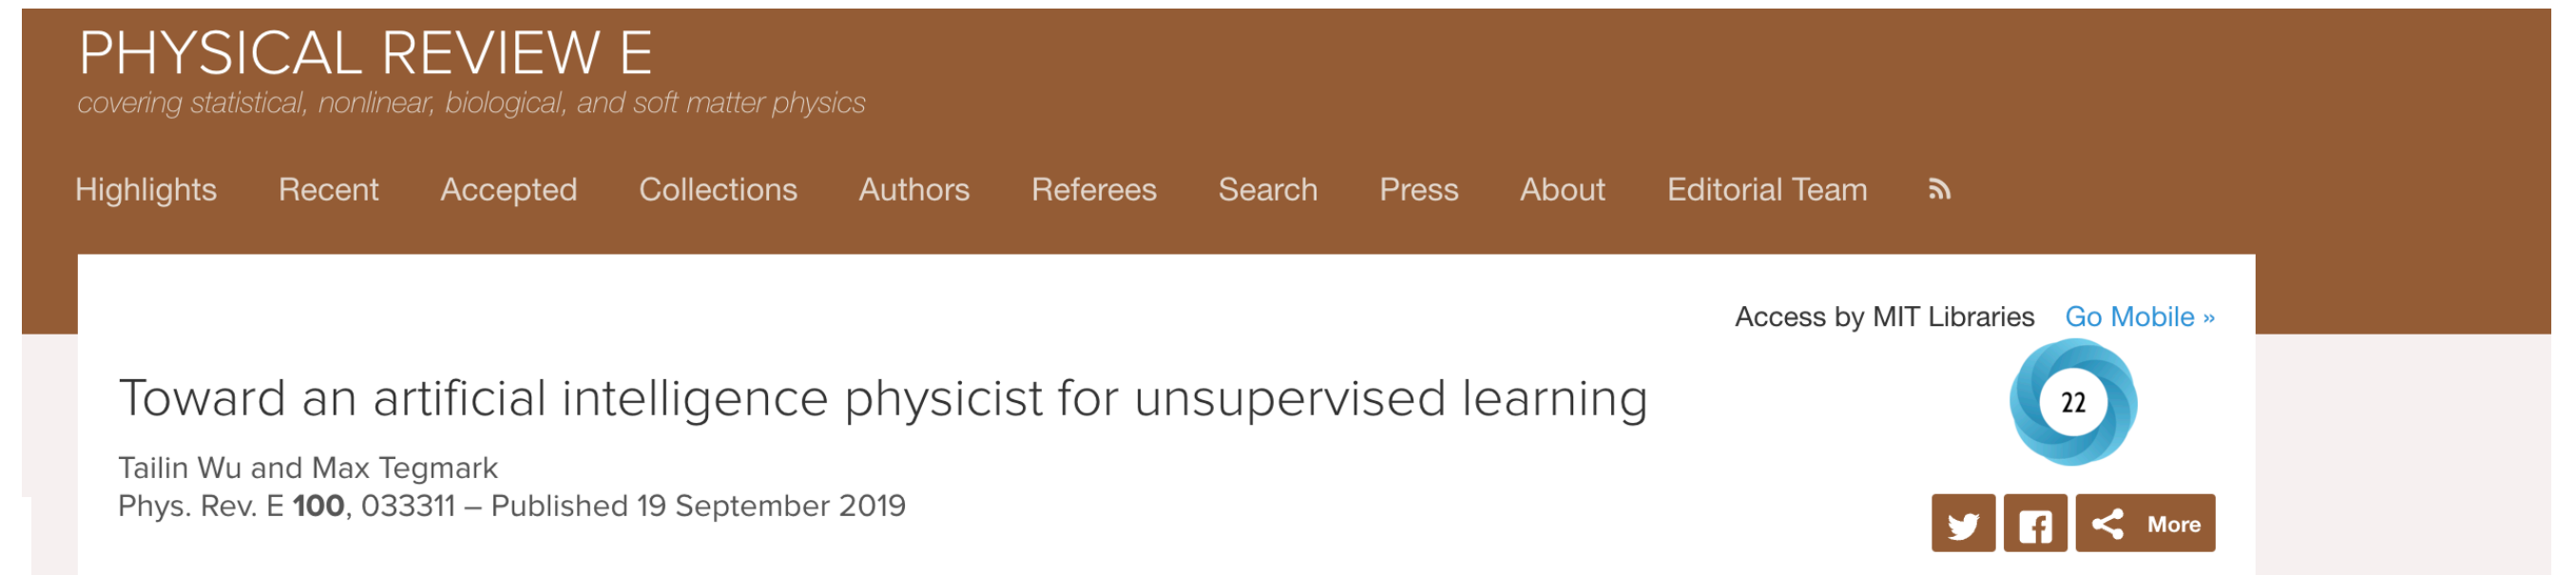 PHYSICAL REVIEW E
covering statistical, nonlinear, biological, and soft matter physics
Highlights Recent Accepted Collections Authors Referees Search Press About Editorial Team
Access by MIT Libraries Go Mobile »
Toward an artificial intelligence physicist for unsupervised learning
22
Tailin Wu and Max Tegmark
Phys. Rev. E 100, 033311 – Published 19 September 2019
More